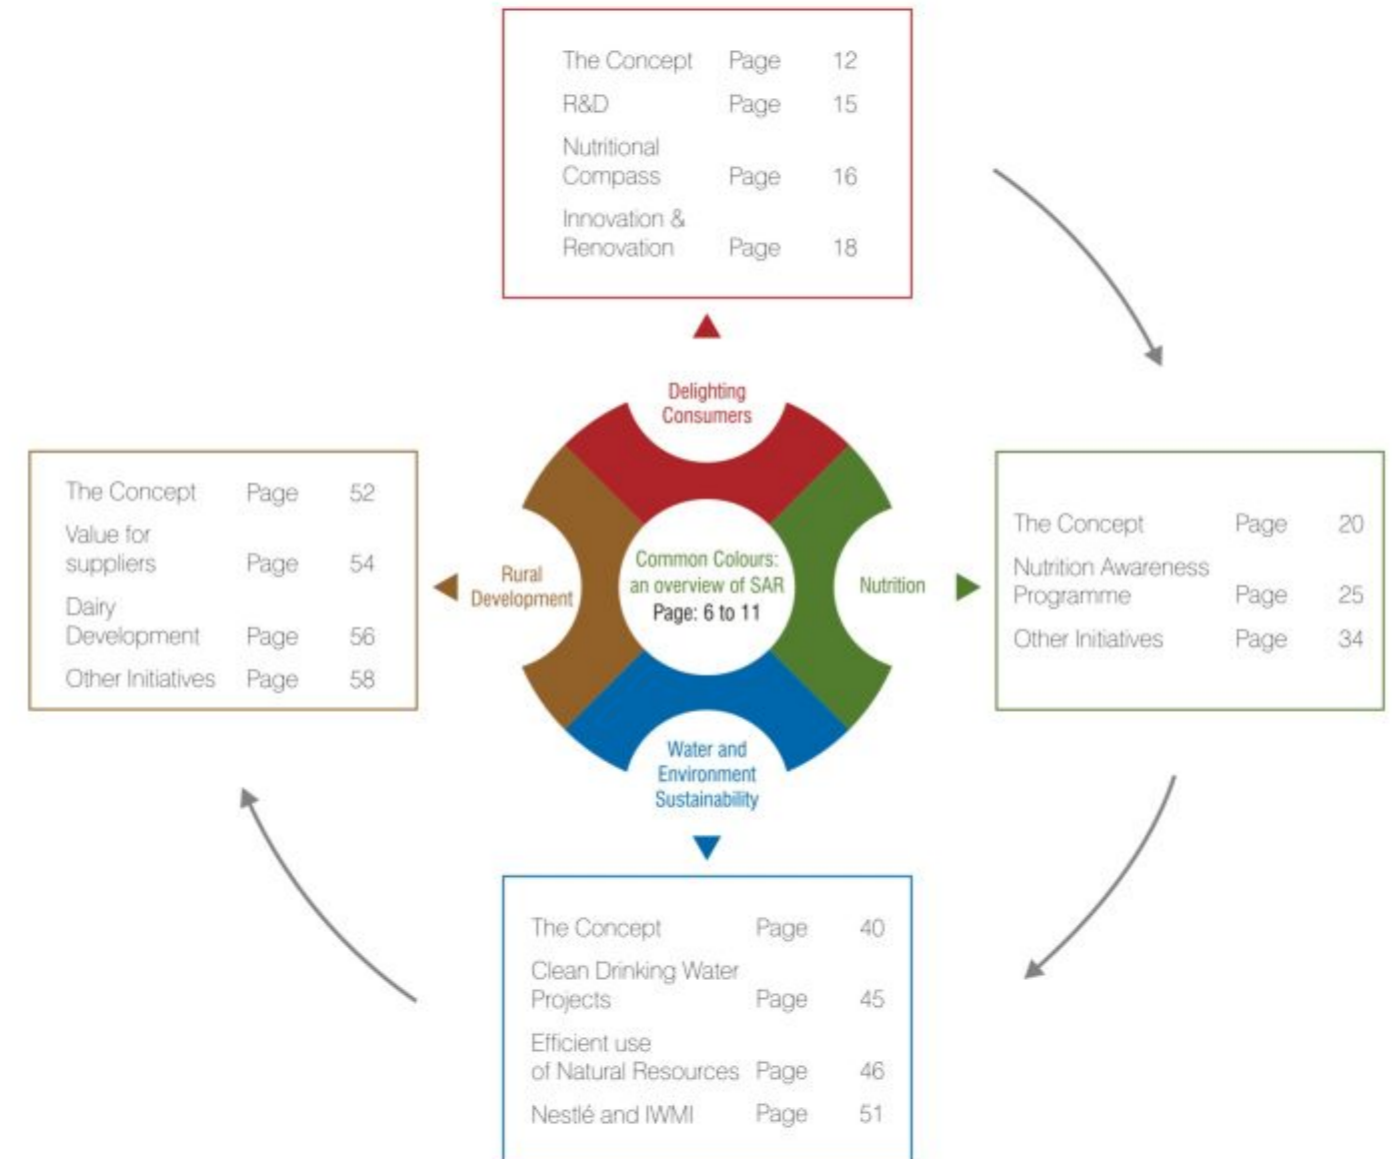 The Concept Page 12
R&D Page 15
Nutritional
Compass Page 16
Innovation &
Renovation Page 18
Delighting
Consumers
The Concept Page 52
Value for
suppliers Page 54
Dairy
Development Page 56
Other Initiatives Page 58
Rural
Development
Common Colours:
an overview of SAR
Page: 6 to 11
Nutrition
The Concept Page 20
Nutrition Awareness
Programme Page 25
Other Initiatives Page 34
Water and
Environment
Sustainability
The Concept Page 40
Clean Drinking Water
Projects Page 45
Efficient use
of Natural Resources Page 46
Nestlé and IWMI Page 51